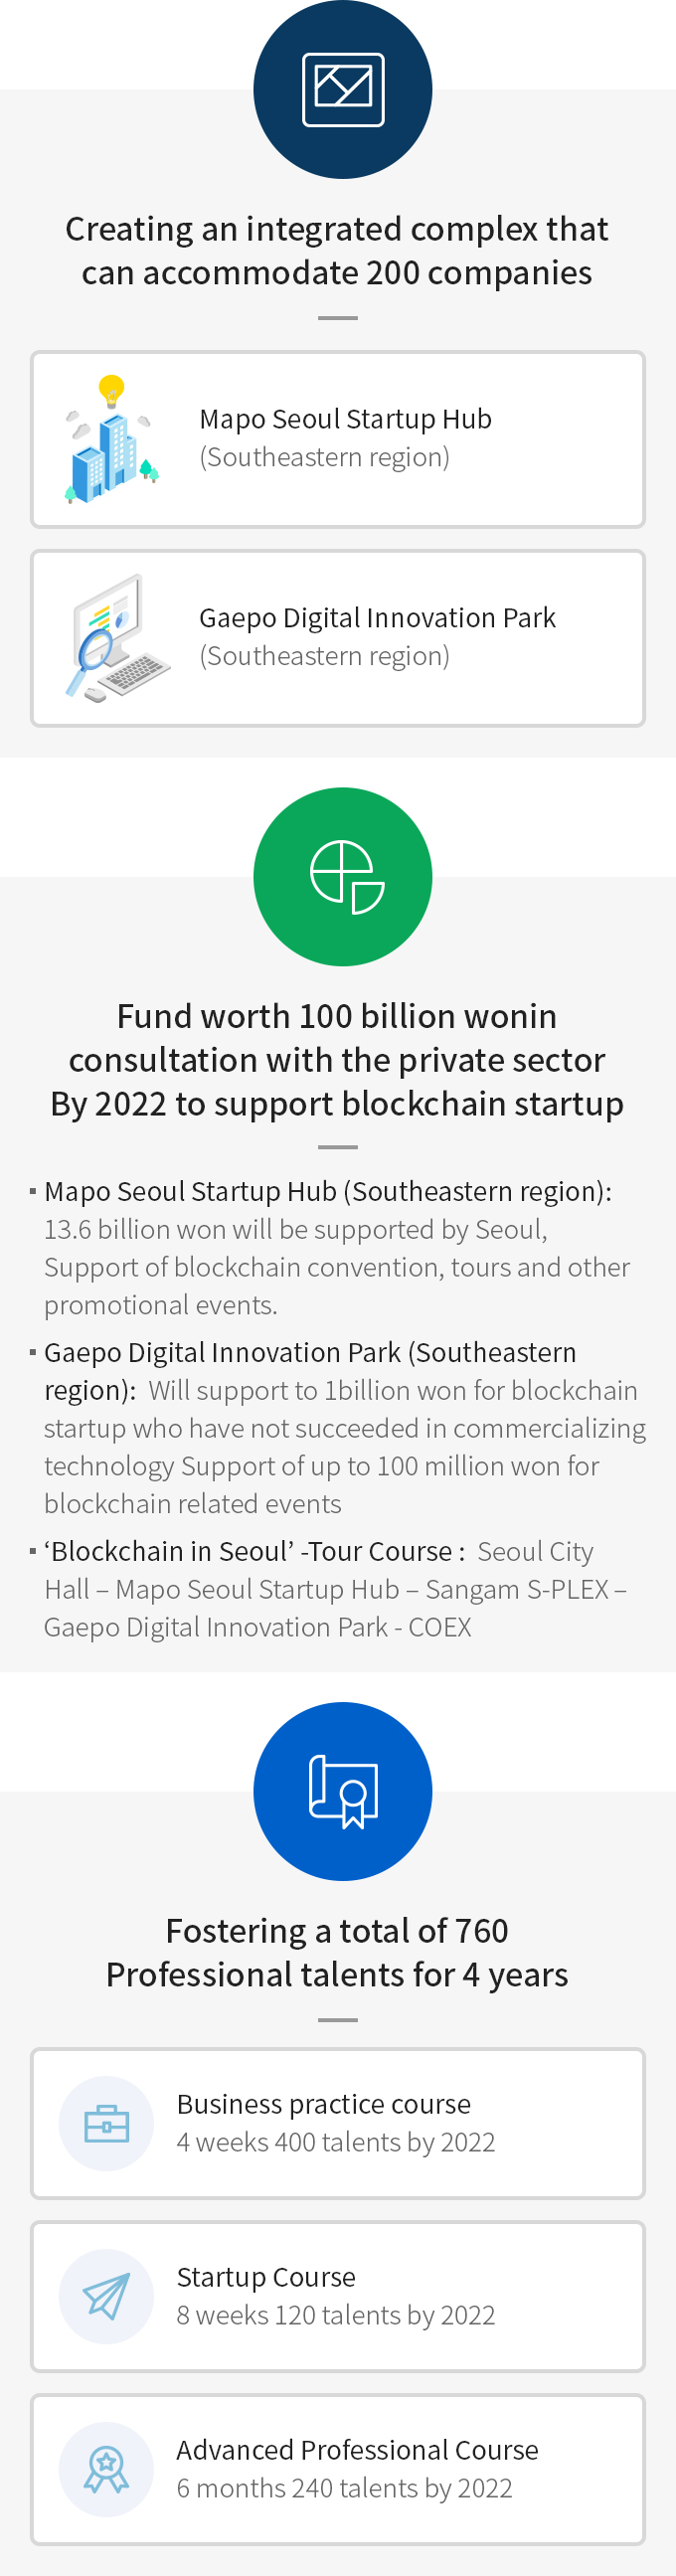 Creating an integrated complex that
can accommodate 200 companies
Mapo Seoul Startup Hub
(Southeastern region)
Gaepo Digital Innovation Park
(Southeastern region)
Fund worth 100 billion wonin
consultation with the private sector
By 2022 to support blockchain startup
▪ Mapo Seoul Startup Hub (Southeastern region):
13.6 billion won will be supported by Seoul,
Support of blockchain convention, tours and other
promotional events.
▪ Gaepo Digital Innovation Park (Southeastern
region): Will support to 1billion won for blockchain
startup who have not succeeded in commercializing
technology Support of up to 100 million won for
blockchain related events
▪ ‘Blockchain in Seoul’ -Tour Course : Seoul City
Hall – Mapo Seoul Startup Hub – Sangam S-PLEX –
Gaepo Digital Innovation Park - COEX
Fostering a total of 760
Professional talents for 4 years
Business practice course
4 weeks 400 talents by 2022
Startup Course
8 weeks 120 talents by 2022
Advanced Professional Course
6 months 240 talents by 2022